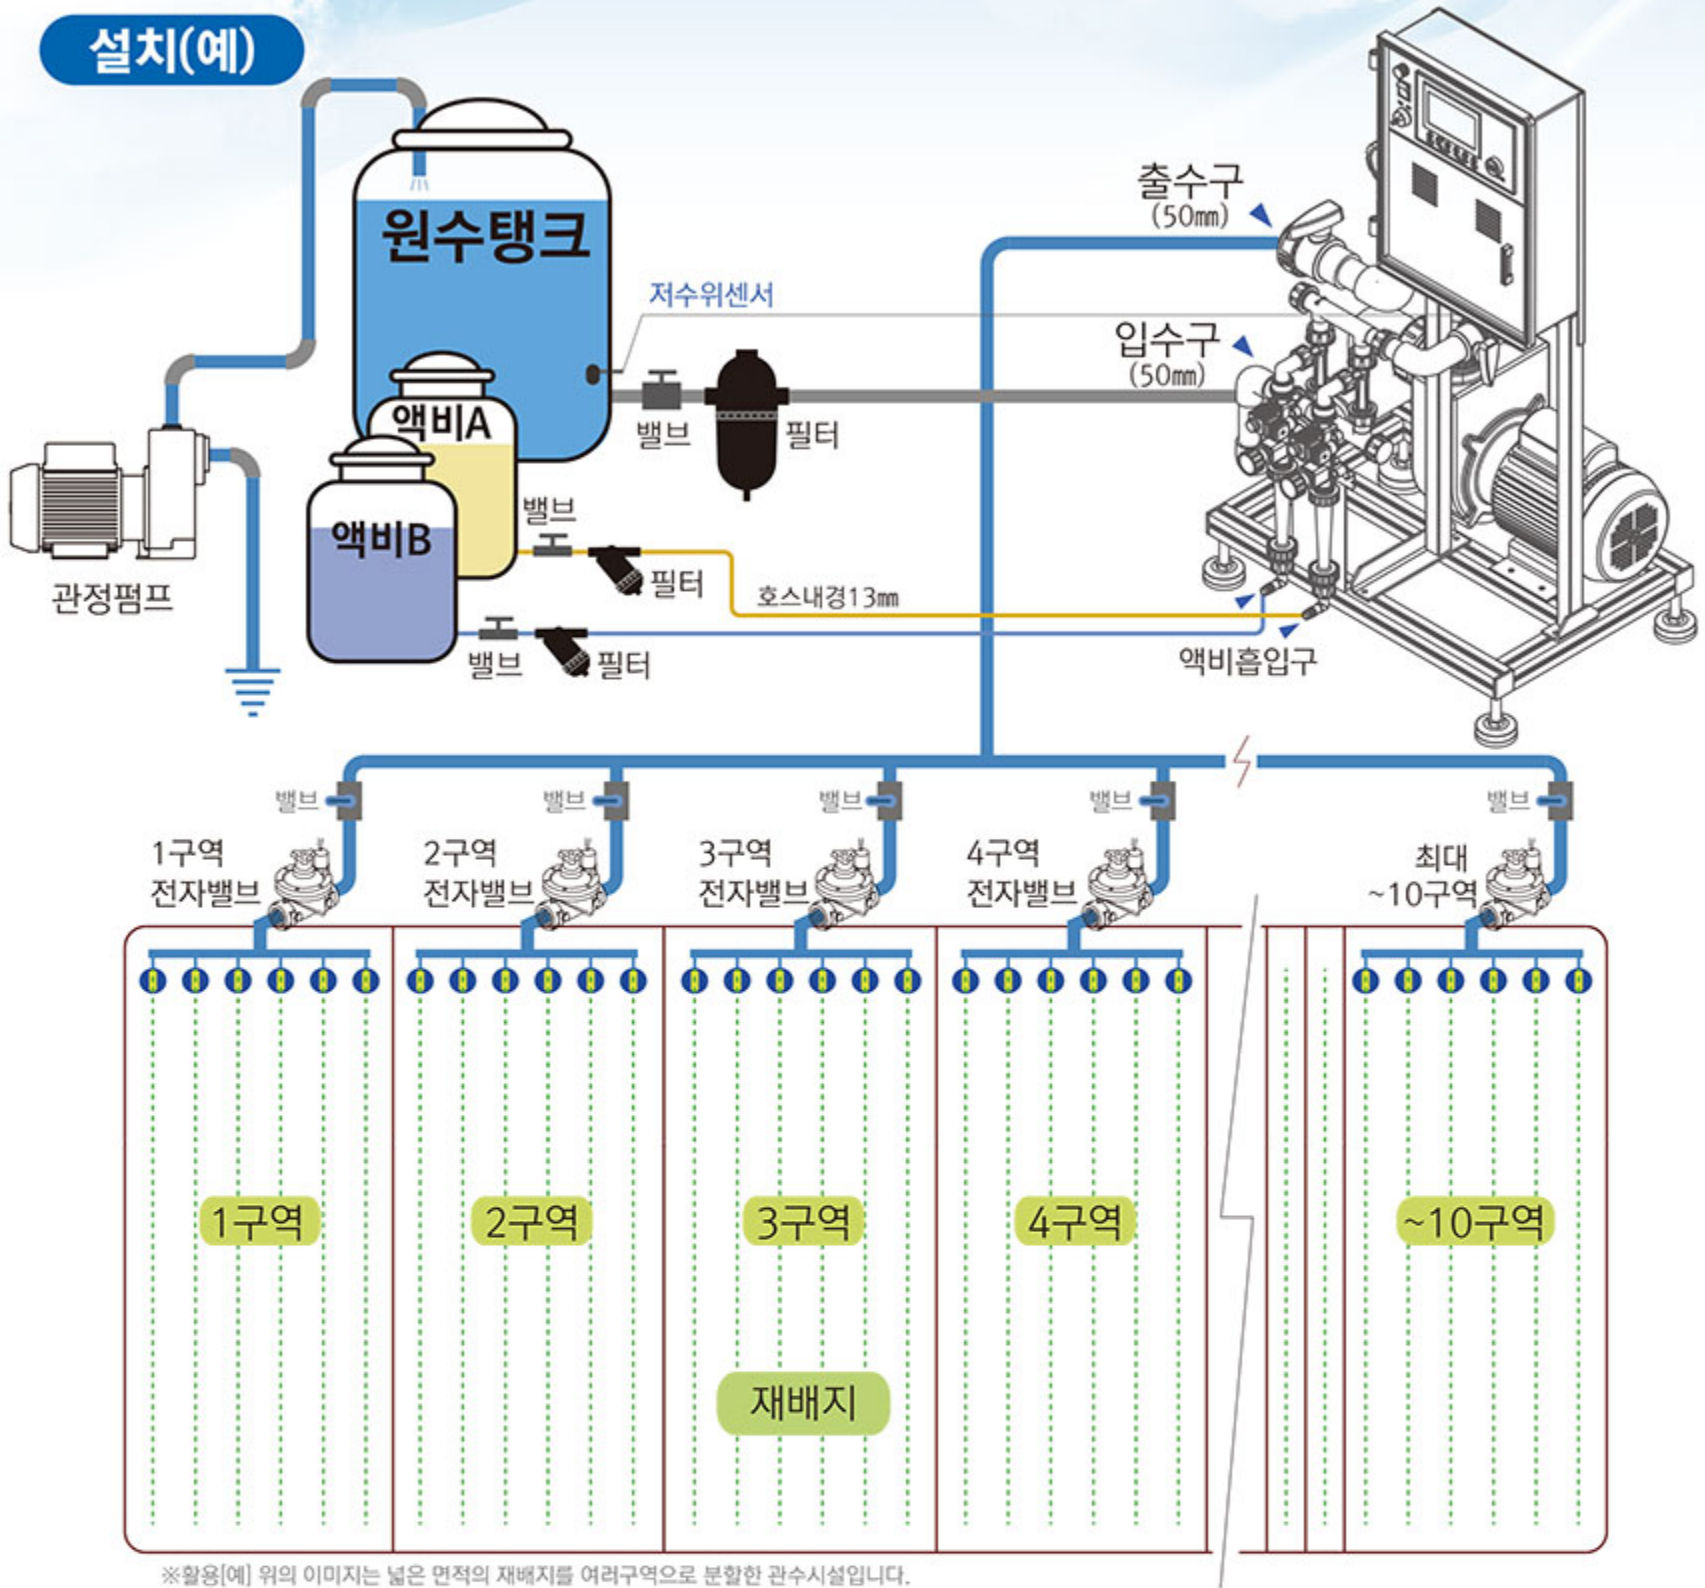 설치(예)
출수구
(50㎜)
원수탱크
저수위센서
입수구
(50㎜)
밸브
필터
액비A
액비B
밸브
필터
관정펌프
호스내경13㎜
밸브
필터
액비흡입구
밸브
밸브
밸브
밸브
밸브
1구역
전자밸브
2구역
전자밸브
3구역
전자밸브
4구역
전자밸브
최대
~10구역
1구역
2구역
3구역
4구역
~10구역
재배지
※활용[예] 위의 이미지는 넓은 면적의 재배지를 여러구역으로 분할한 관수시설입니다.